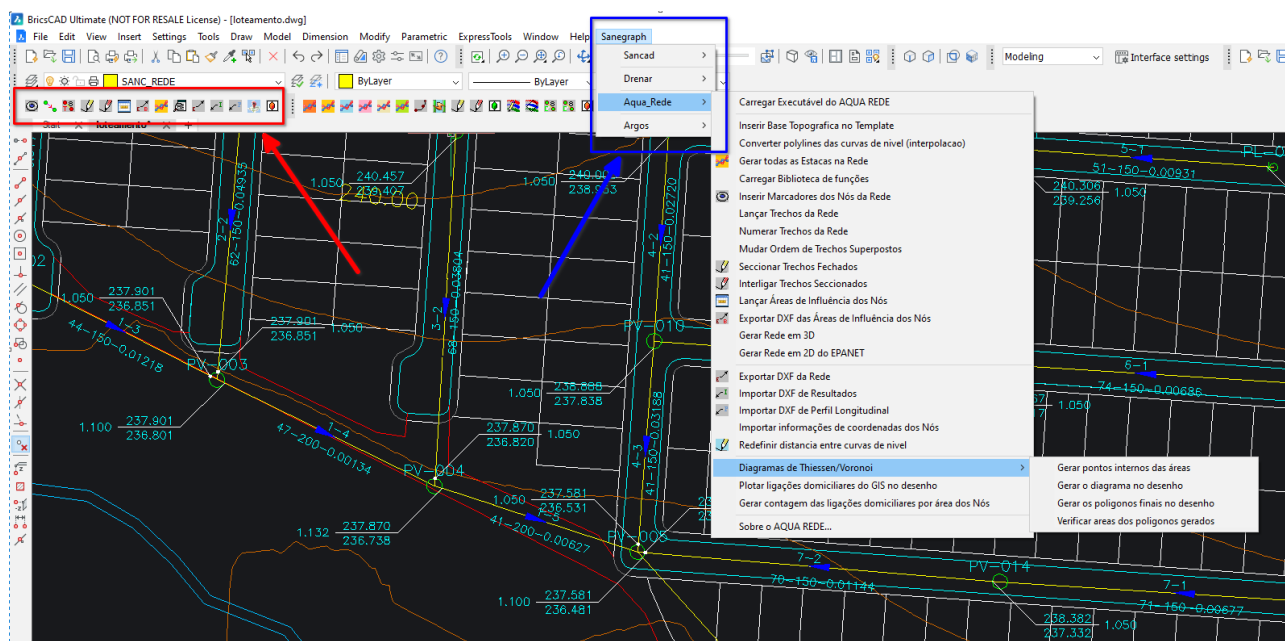 BricsCAD Ultimate (NOT FOR RESALE License) - [loteamento.dwg]
File Edit View Insert Settings Tools Draw Model Dimension Modify Parametric ExpressTools Window Help Sanegraph
Modeling Interface settings
SANC_REDE ByLayer ByLayer
Start loteamento*
Sancad
Drenar
Aqua_Rede
Argos
Carregar Executável do AQUA REDE
Inserir Base Topografica no Template
Converter polylines das curvas de nivel (interpolacao)
Gerar todas as Estacas na Rede
Carregar Biblioteca de funções
Inserir Marcadores dos Nós da Rede
Lançar Trechos da Rede
Numerar Trechos da Rede
Mudar Ordem de Trechos Superpostos
Seccionar Trechos Fechados
Interligar Trechos Seccionados
Lançar Áreas de Influência dos Nós
Exportar DXF das Áreas de Influência dos Nós
Gerar Rede em 3D
Gerar Rede em 2D do EPANET
Exportar DXF da Rede
Importar DXF de Resultados
Importar DXF de Perfil Longitudinal
Importar informações de coordenadas dos Nós
Redefinir distancia entre curvas de nivel
Diagramas de Thiessen/Voronoi
Plotar ligações domiciliares do GIS no desenho
Gerar contagem das ligações domiciliares por área dos Nós
Sobre o AQUA REDE...
Gerar pontos internos das áreas
Gerar o diagrama no desenho
Gerar os poligonos finais no desenho
Verificar areas dos poligonos gerados
2-2
62-150-0.04935
1.050 240.457
239.407
240.00
1.050
4-2
41-150-0.02720
5-1
51-150-0.00931
240.306 1.050
239.256
1.050 237.901
236.851
1-3
44-150-0.01218
237.901 1.050
236.851
PV-003
3-2
68-150-0.03804
PV-010
1.050 238.888
237.838
4-3
41-150-0.03188
6-1
74-150-0.00686
1.050
1.100 237.901
236.801
1-4
47-200-0.00134
237.870 1.050
236.820
PV-004
1.050 237.581
236.531
1-5
41-200-0.00627
1.132 237.870
236.738
PV-005
7-2
70-150-0.01144
PV-014
7-1
71-150-0.00677
1.100 237.581
236.481
238.382 1.050
237.332